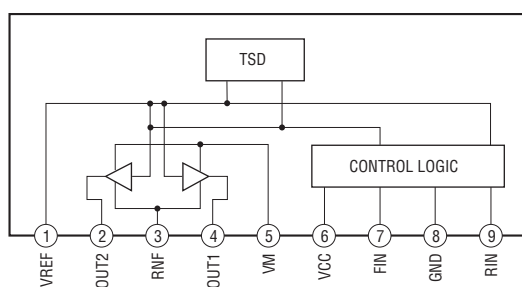 TSD
CONTROL LOGIC
1 2 3 4 5 6 7 8 9
VREF OUT2 RNF OUT1 VM VCC FIN GND RIN